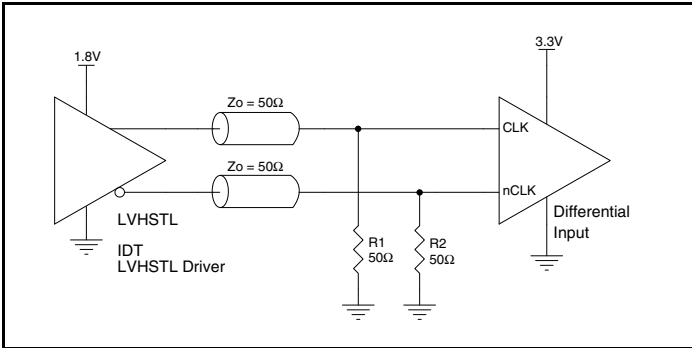 1.8V
3.3V
Zo = 50Ω
CLK
Zo = 50Ω
nCLK
LVHSTL
IDT
LVHSTL Driver
R1
50Ω
R2
50Ω
Differential
Input